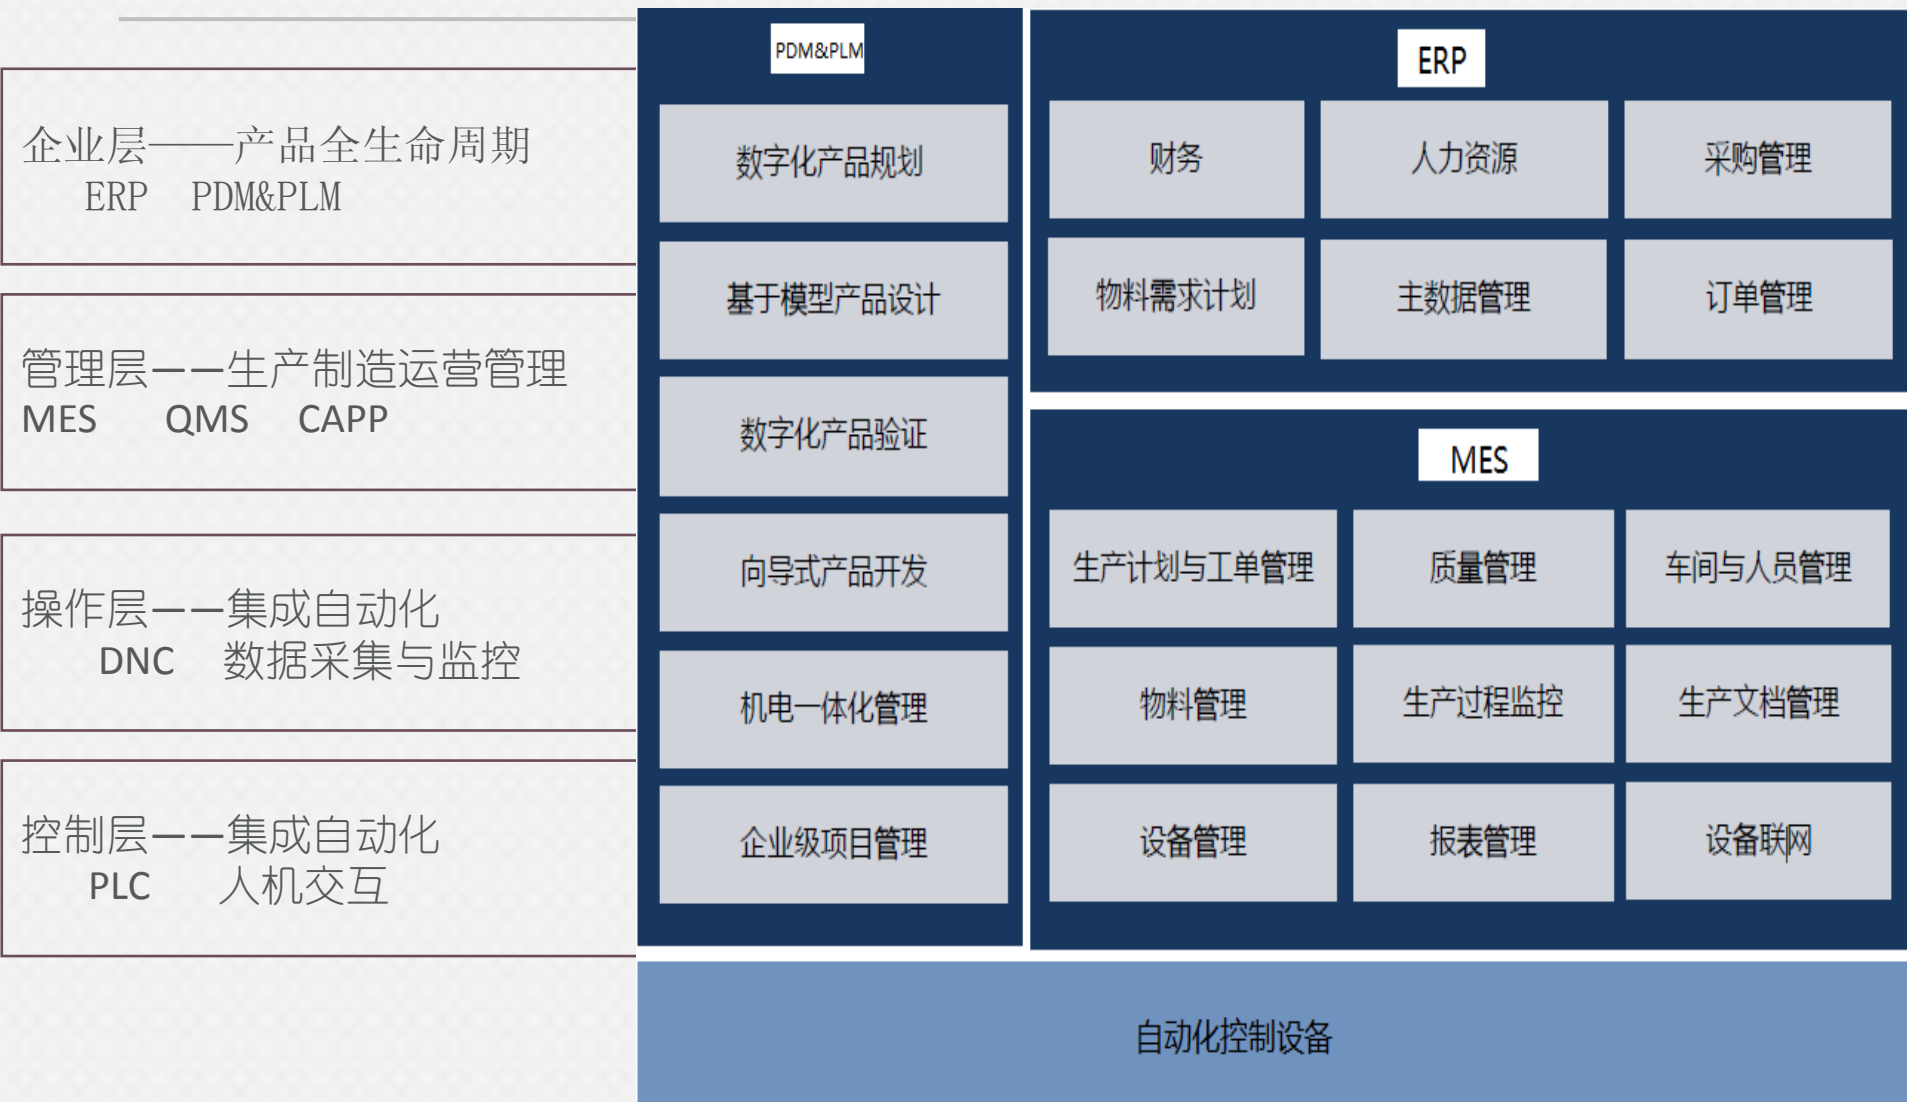 企业层——产品全生命周期
ERP PDM&PLM
管理层——生产制造运营管理
MES QMS CAPP
操作层——集成自动化
DNC 数据采集与监控
控制层——集成自动化
PLC 人机交互
PDM&PLM
数字化产品规划
基于模型产品设计
数字化产品验证
向导式产品开发
机电一体化管理
企业级项目管理
ERP
财务 人力资源 采购管理
物料需求计划 主数据管理 订单管理
MES
生产计划与工单管理 质量管理 车间与人员管理
物料管理 生产过程监控 生产文档管理
设备管理 报表管理 设备联网
自动化控制设备